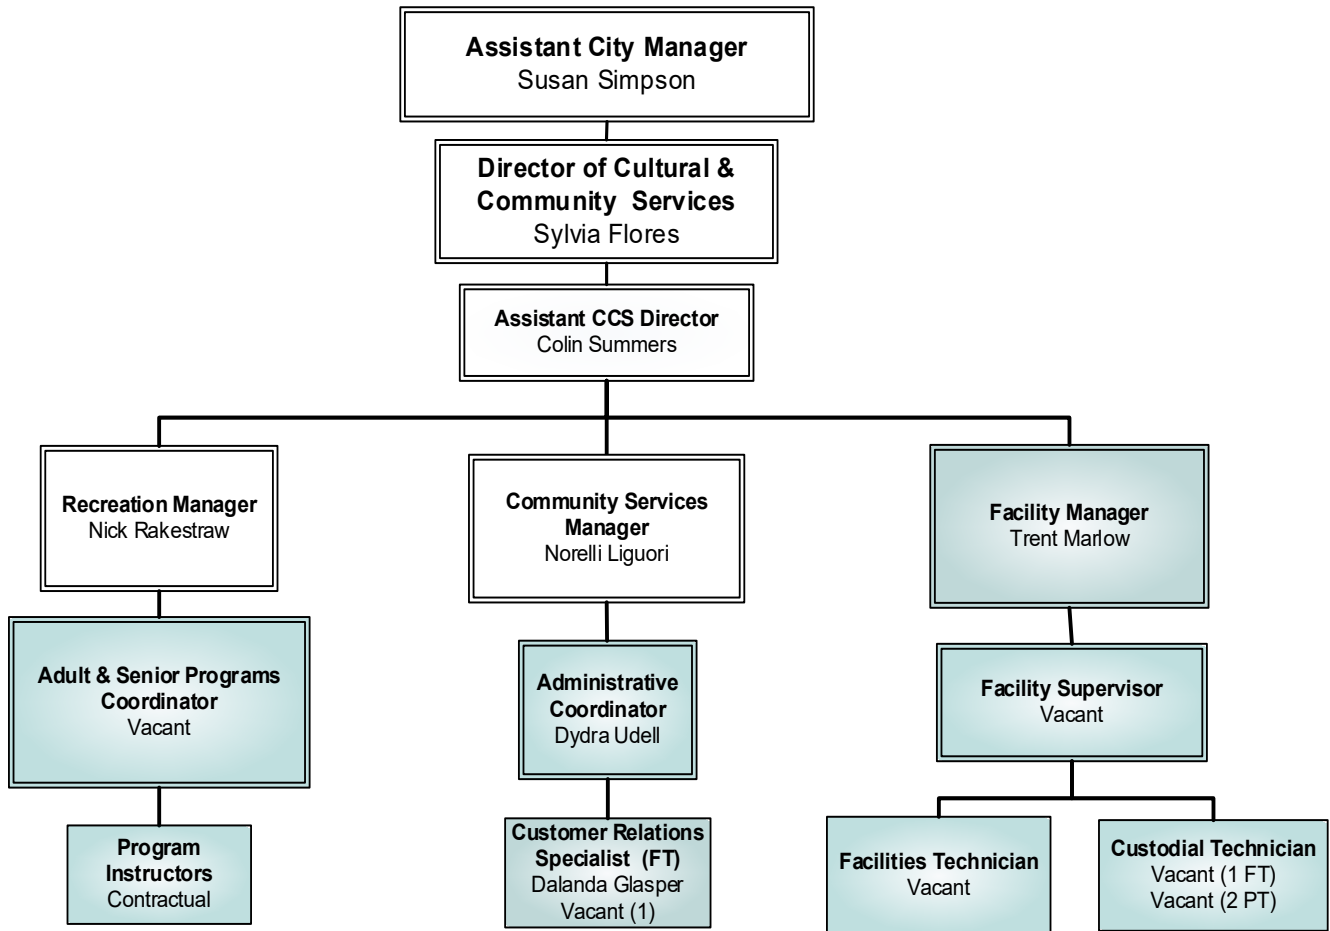 Assistant City Manager
Susan Simpson
Director of Cultural &
Community Services
Sylvia Flores
Assistant CCS Director
Colin Summers
Recreation Manager
Nick Rakestraw
Community Services
Manager
Norelli Liguori
Facility Manager
Trent Marlow
Adult & Senior Programs
Coordinator
Vacant
Administrative
Coordinator
Dydra Udell
Facility Supervisor
Vacant
Program
Instructors
Contractual
Customer Relations
Specialist (FT)
Dalanda Glasper
Vacant (1)
Facilities Technician
Vacant
Custodial Technician
Vacant (1 FT)
Vacant (2 PT)